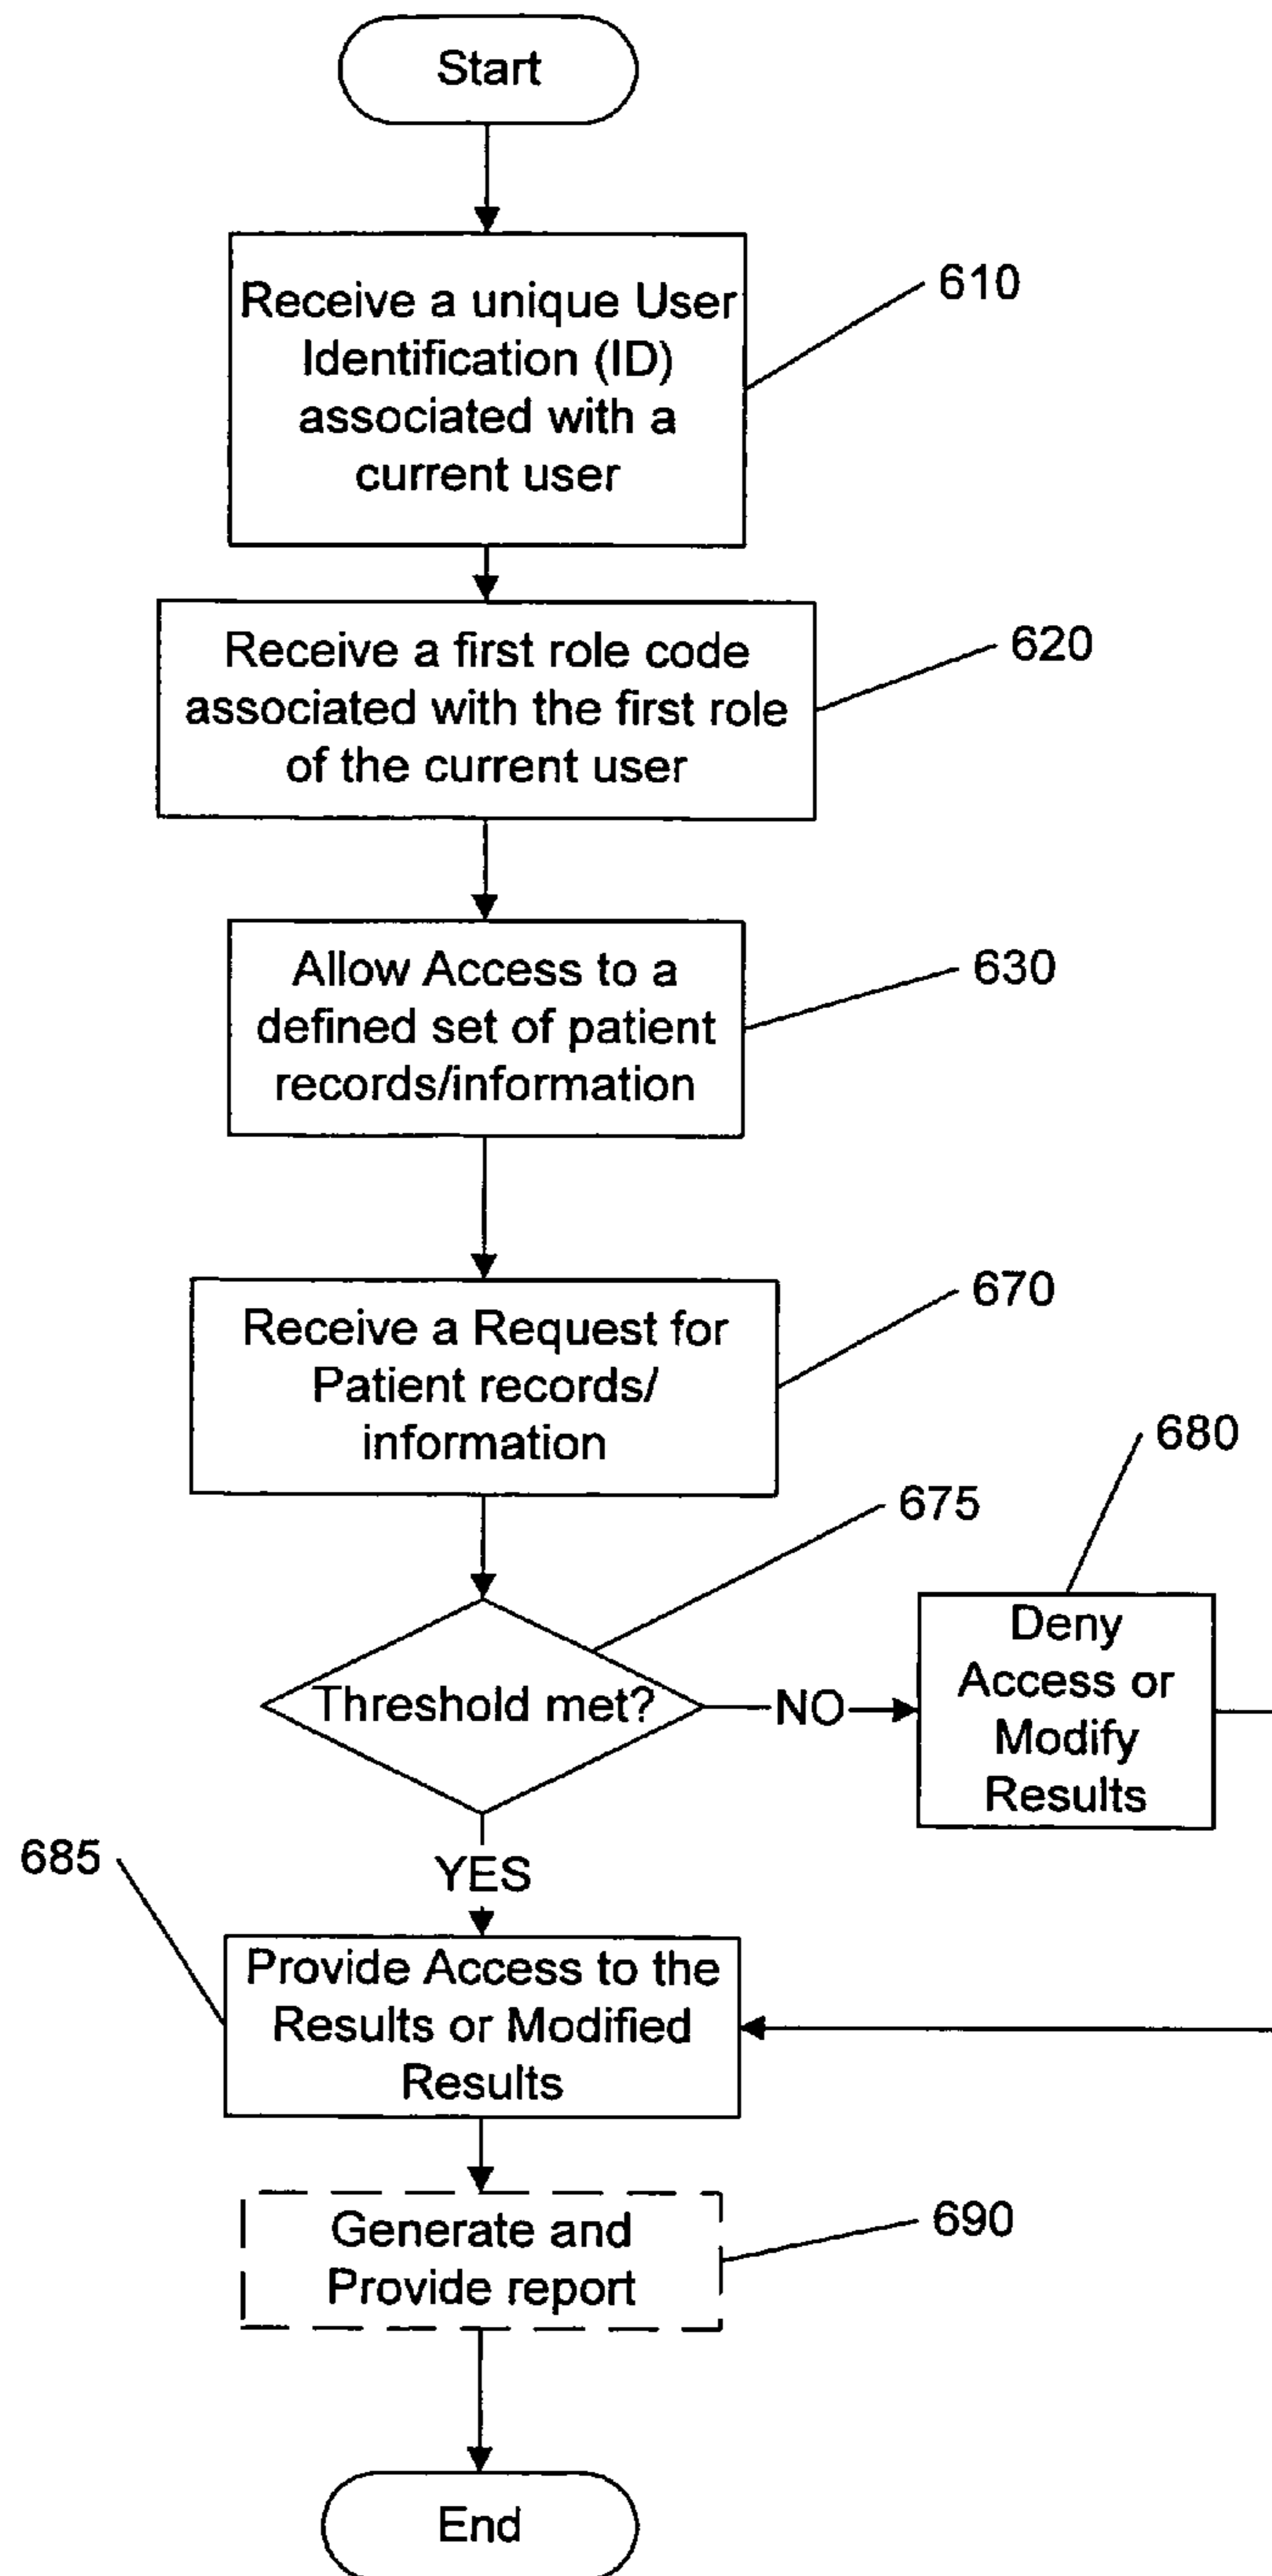 Start
Receive a unique User
Identification (ID)
associated with a
current user
610
Receive a first role code
associated with the first role
of the current user
620
Allow Access to a
defined set of patient
records/information
630
Receive a Request for
Patient records/
information
670
675
Threshold met?
NO
680
Deny
Access or
Modify
Results
YES
685
Provide Access to the
Results or Modified
Results
Generate and
Provide report
690
End